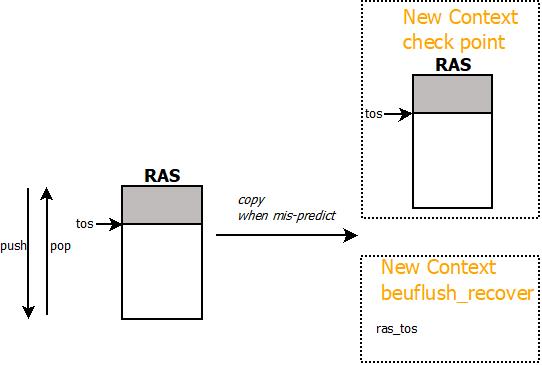 New Context
check point
RAS
tos
RAS
tos
push
pop
copy
when mis-predict
New Context
beuflush_recover
ras_tos